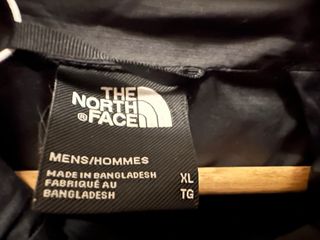 THE
NORTH
®FACE
MENS/HOMMES
MADE IN BANGLADESH XL
FABRIQUÉ AU TG
BANGLADESH